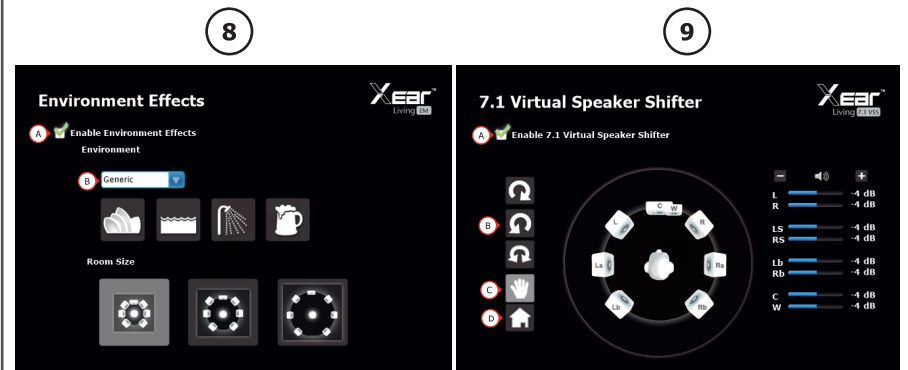 8
Environment Effects
Xear™
Living EM
A
Enable Environment Effects
Environment
B
Generic
Room Size
9
7.1 Virtual Speaker Shifter
Xear™
Living 7.1 VSS
A
Enable 7.1 Virtual Speaker Shifter
B
C
D
L
C
W
R
Ls
Rs
Lb
Rb
L -4 dB
R -4 dB
LS -4 dB
RS -4 dB
Lb -4 dB
Rb -4 dB
C -4 dB
W -4 dB